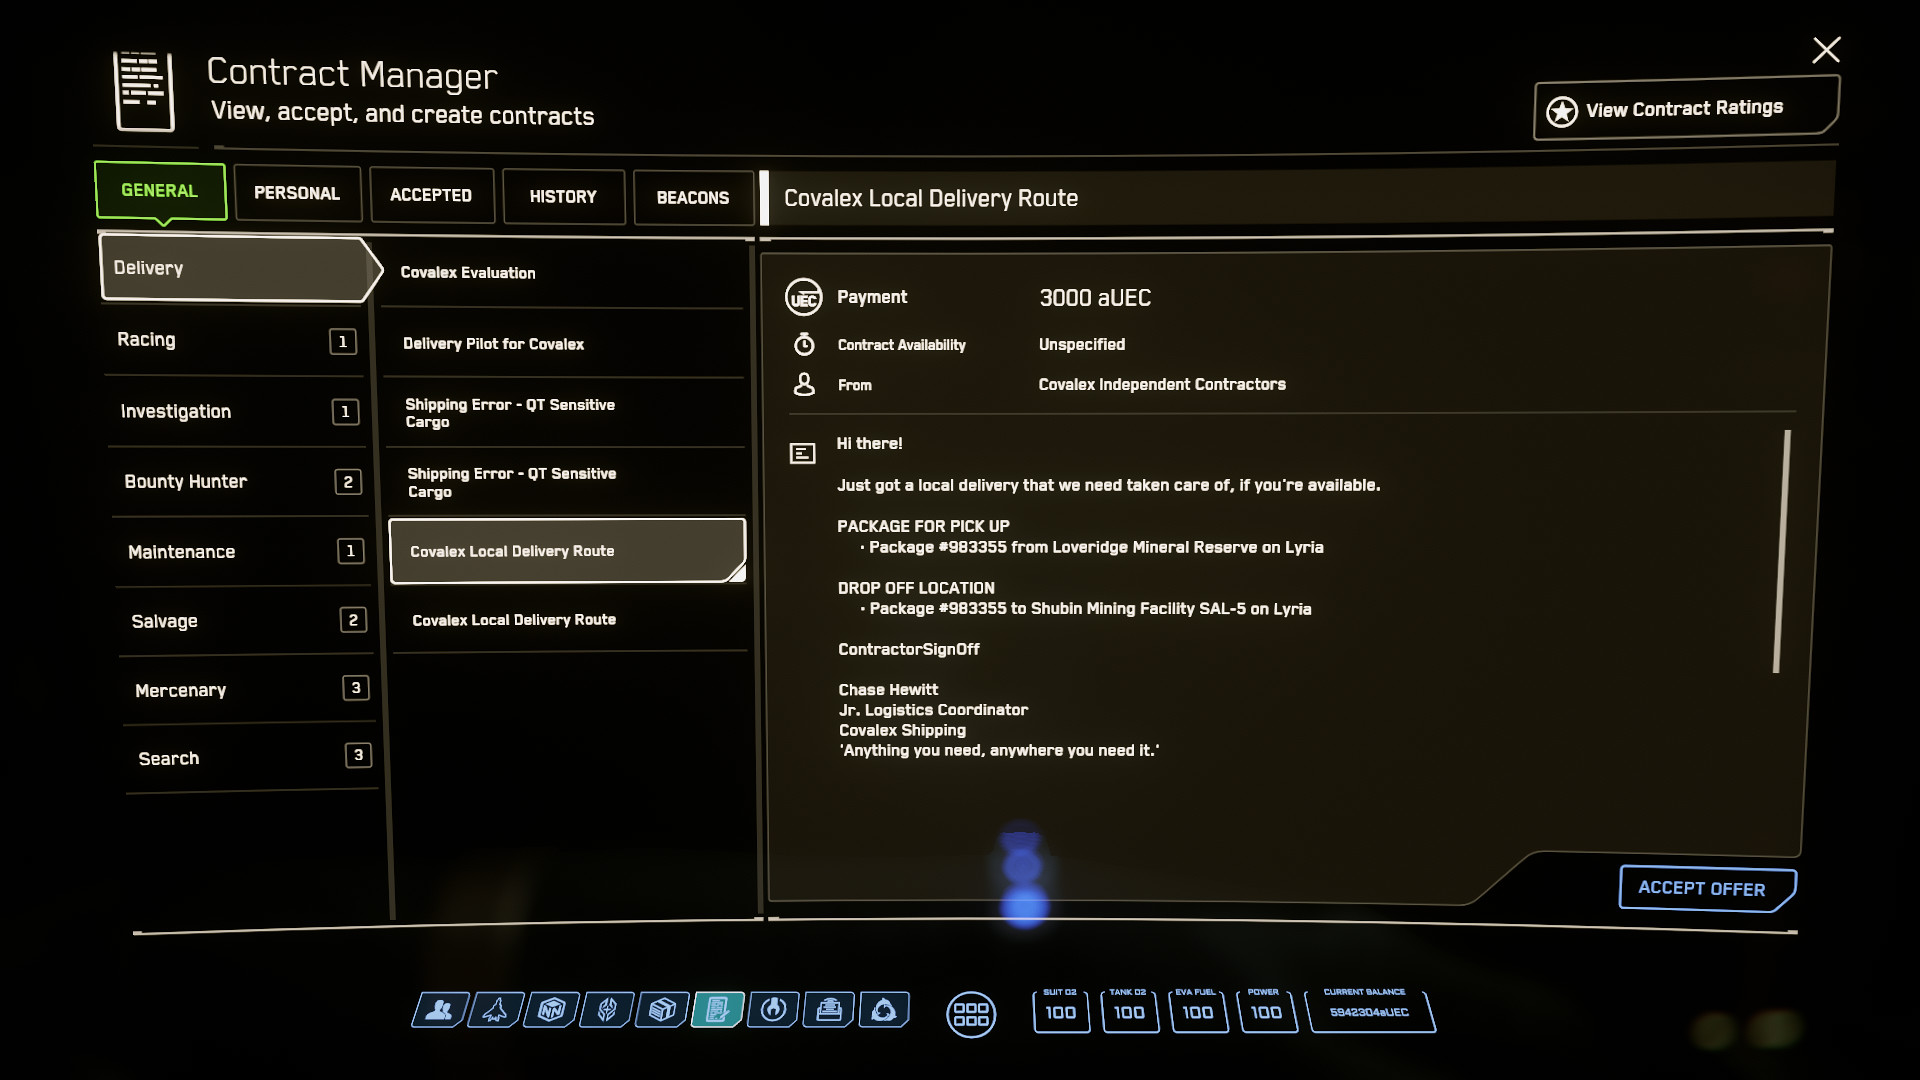 Contract Manager
View, accept, and create contracts
View Contract Ratings
GENERAL
PERSONAL
ACCEPTED
HISTORY
BEACONS
Covalex Local Delivery Route
Delivery
Racing
1
Investigation
1
Bounty Hunter
2
Maintenance
1
Salvage
2
Mercenary
3
Search
3
Covalex Evaluation
Delivery Pilot for Covalex
Shipping Error - QT Sensitive
Cargo
Shipping Error - QT Sensitive
Cargo
Covalex Local Delivery Route
Covalex Local Delivery Route
UEC
Payment
3000 aUEC
Contract Availability
Unspecified
From
Covalex Independent Contractors
Hi there!
Just got a local delivery that we need taken care of, if you're available.
PACKAGE FOR PICK UP
· Package #983355 from Loveridge Mineral Reserve on Lyria
DROP OFF LOCATION
· Package #983355 to Shubin Mining Facility SAL-5 on Lyria
ContractorSignOff
Chase Hewitt
Jr. Logistics Coordinator
Covalex Shipping
'Anything you need, anywhere you need it.'
ACCEPT OFFER
SUIT O2
100
TANK O2
100
EVA FUEL
100
POWER
100
CURRENT BALANCE
5942304aUEC